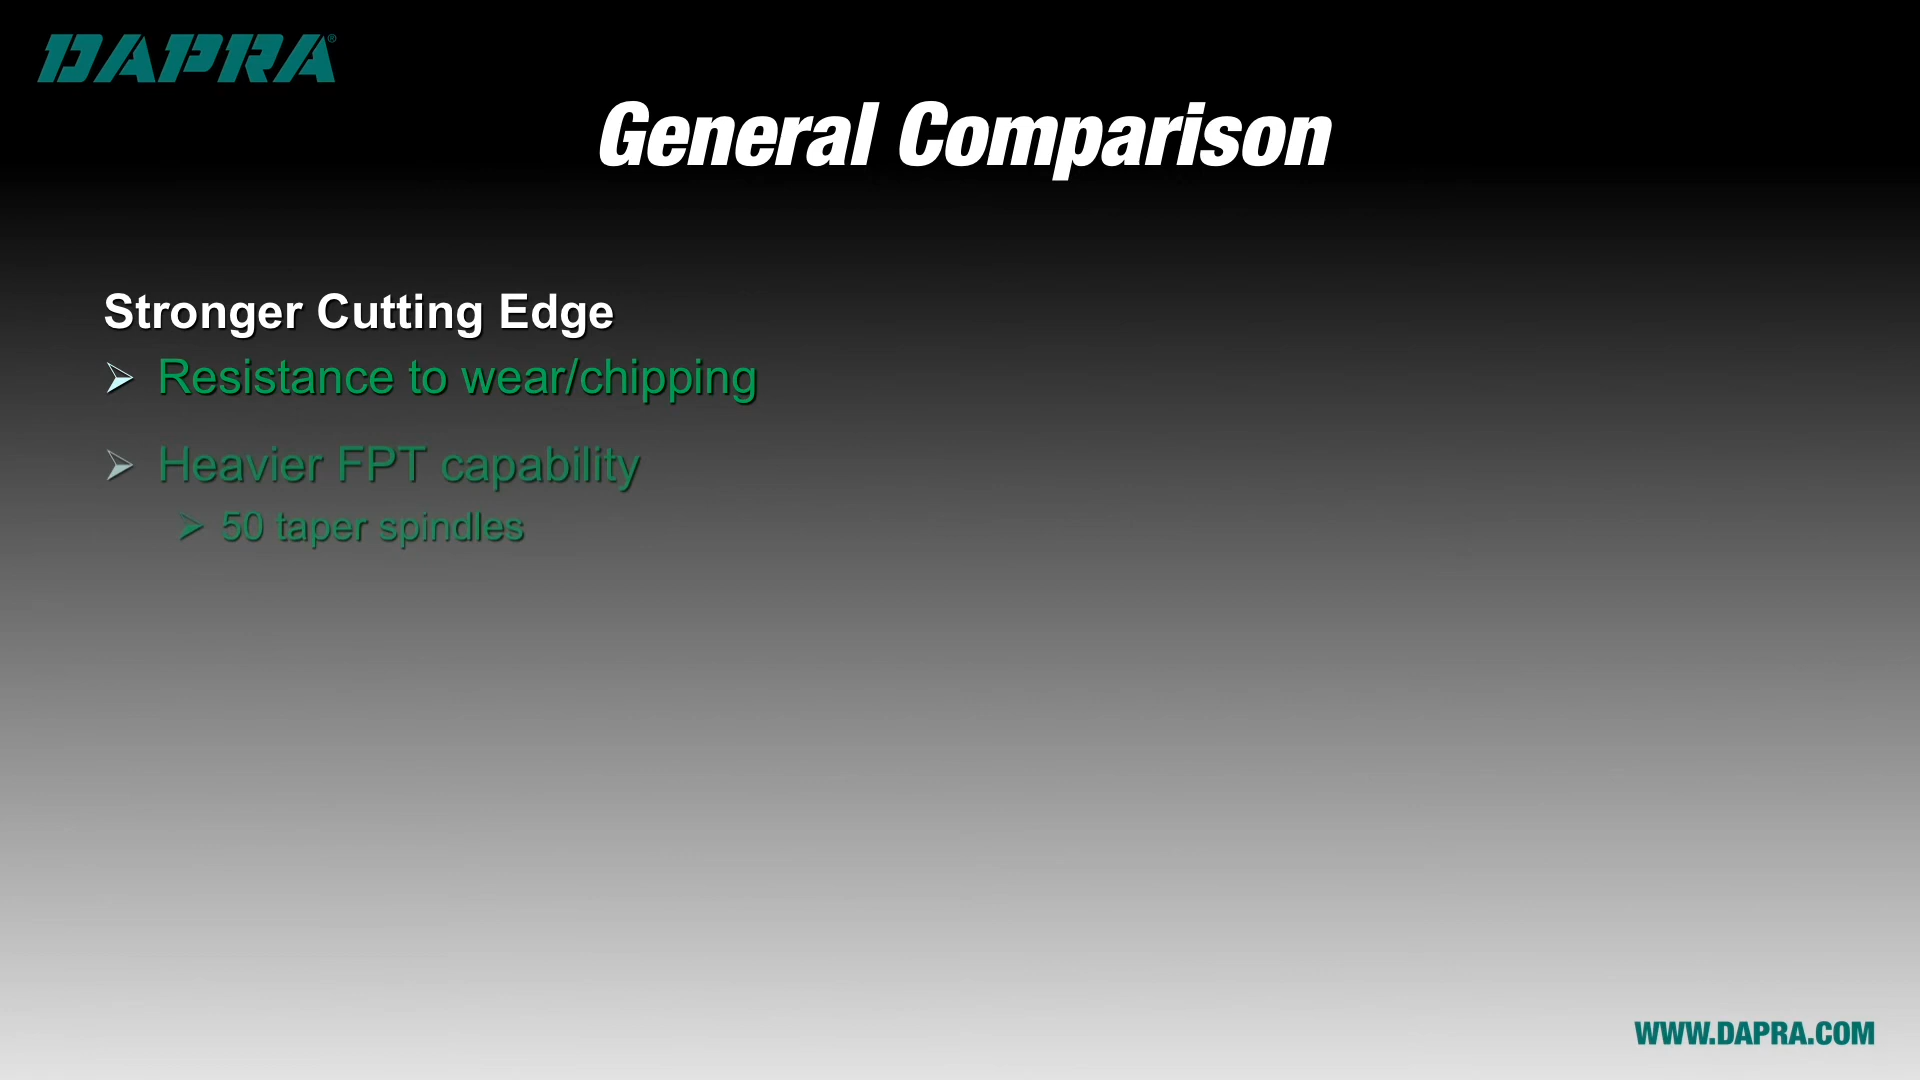 DAPRA®
General Comparison
Stronger Cutting Edge
Resistance to wear/chipping
Heavier FPT capability
50 taper spindles
WWW.DAPRA.COM